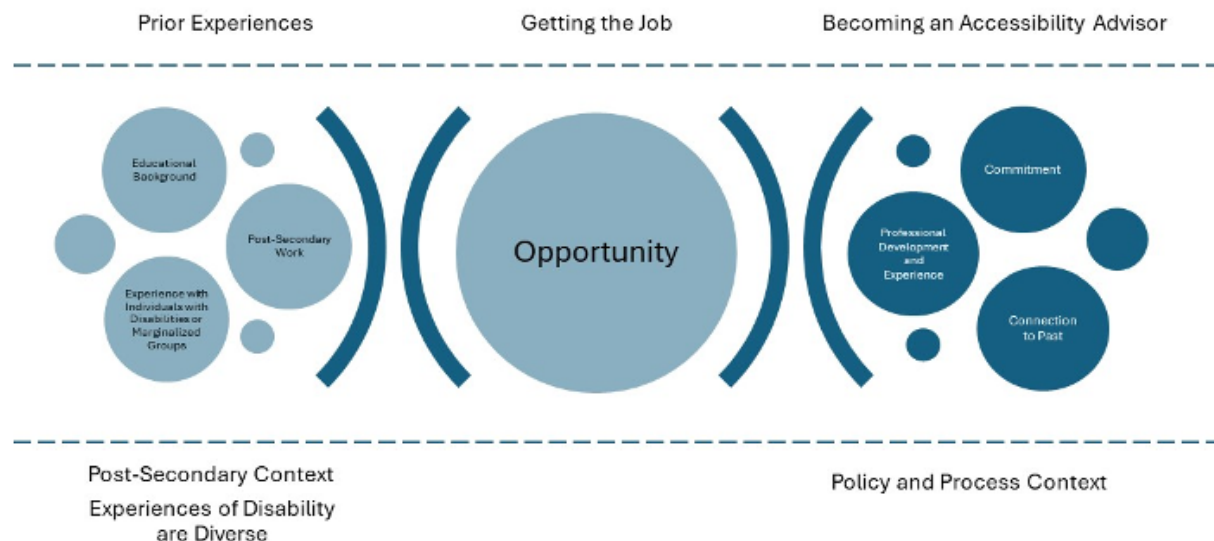 Prior Experiences
Getting the Job
Becoming an Accessibility Advisor
Educational
Background
Post-Secondary
Work
Experience with
Individuals with
Disabilities or
Marginalized
Groups
Opportunity
Commitment
Professional
Development
and
Experience
Connection
to Past
Post-Secondary Context
Experiences of Disability
are Diverse
Policy and Process Context